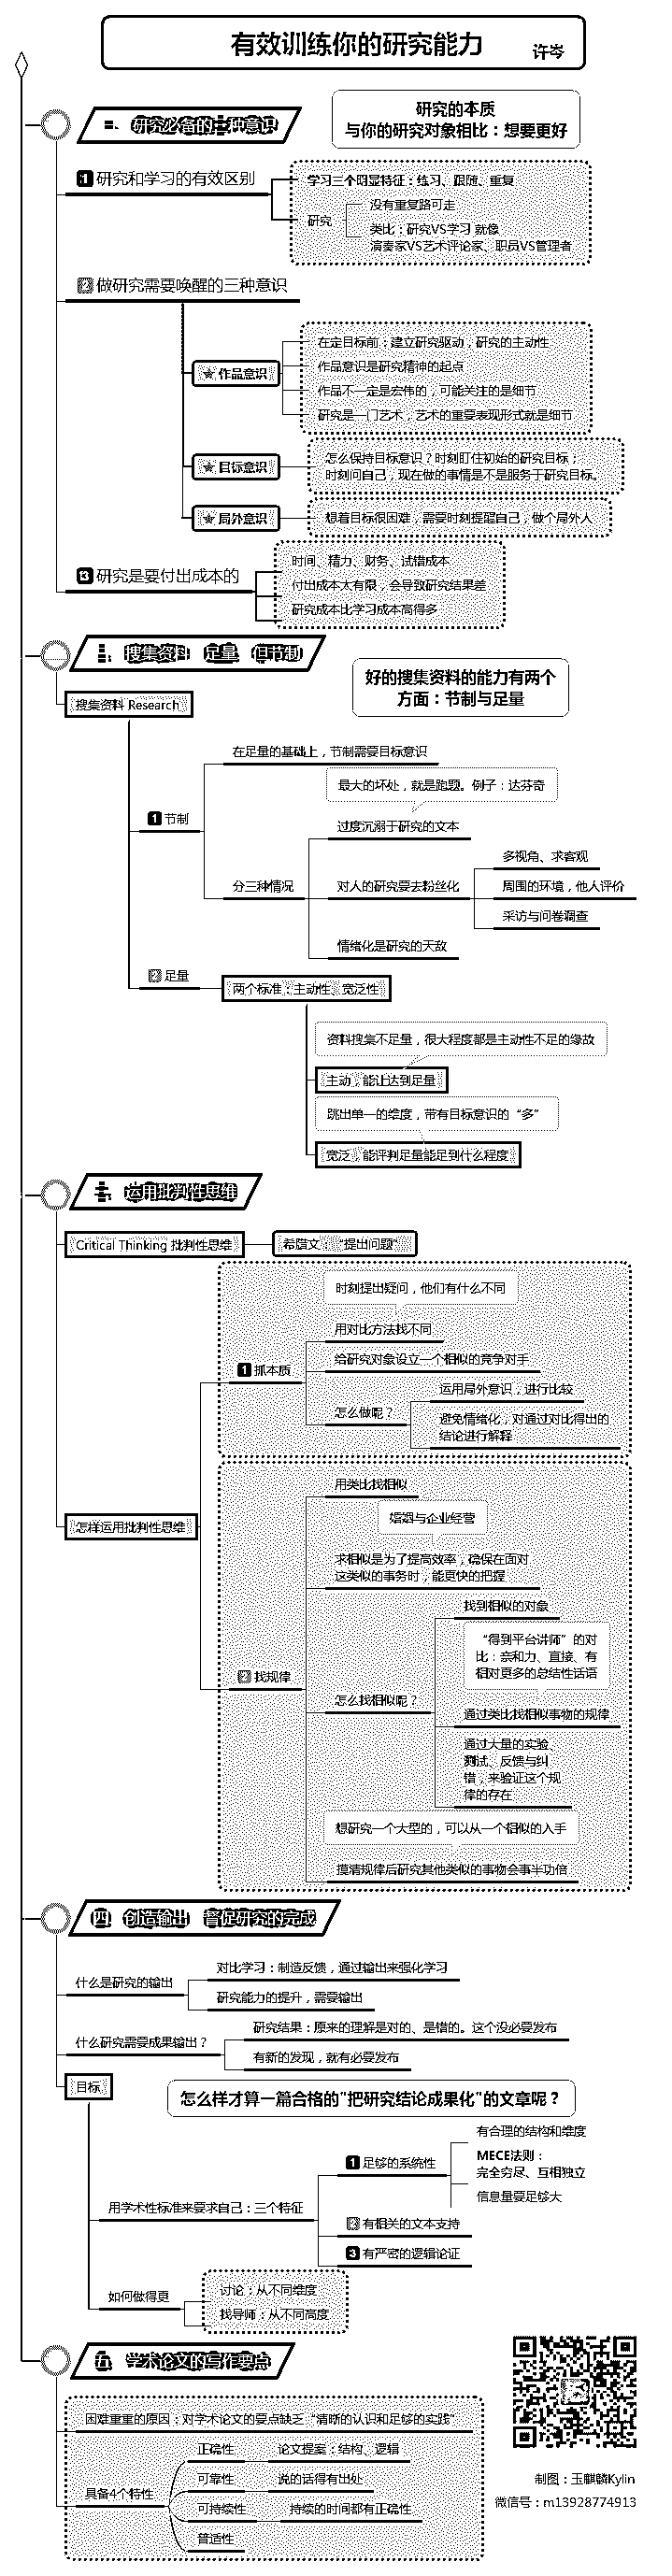 有效训练你的研究能力
许岑
一、研究必备的三种意识
研究的本质
与你的研究对象相比：想要更好
1 研究和学习的有效区别
学习三个明显特征：练习、跟随、重复
研究
没有重复路可走
类比：研究VS学习 就像
演奏家VS艺术评论家、职员VS管理者
2 做研究需要唤醒的三种意识
作品意识
在定目标前：建立研究驱动，研究的主动性
作品意识是研究精神的起点
作品不一定是宏伟的，可能关注的是细节
研究是一门艺术，艺术的重要表现形式就是细节
目标意识
怎么保持目标意识？时刻盯住初始的研究目标；
时刻问自己，现在做的事情是不是服务于研究目标。
局外意识
想着目标很困难，需要时刻提醒自己，做个局外人
3 研究是要付出成本的
时间、精力、财务、试错成本
付出成本太有限，会导致研究结果差
研究成本比学习成本高得多
二、搜集资料 足量 但节制
好的搜集资料的能力有两个
方面：节制与足量
搜集资料 Research
1 节制
在足量的基础上，节制需要目标意识
分三种情况
最大的坏处，就是跑题。例子：达芬奇
过度沉溺于研究的文本
对人的研究要去粉丝化
多视角、求客观
周围的环境，他人评价
采访与问卷调查
情绪化是研究的天敌
2 足量
两个标准：主动性 宽泛性
资料搜集不足量，很大程度都是主动性不足的缘故
主动，能让达到足量
跳出单一的维度，带有目标意识的“多”
宽泛，能评判足量能足到什么程度
三、运用批判性思维
Critical Thinking 批判性思维
希腊文 “提出问题”
怎样运用批判性思维
1 抓本质
时刻提出疑问，他们有什么不同
用对比方法找不同
给研究对象设立一个相似的竞争对手
怎么做呢？
运用局外意识，进行比较
避免情绪化，对通过对比得出的
结论进行解释
2 找规律
用类比找相似
婚姻与企业经营
求相似是为了提高效率，确保在面对
这类似的事务时，能更快的把握
怎么找相似呢？
找到相似的对象
“得到平台讲师”的对
比：亲和力、直接、有
相对更多的总结性话语
通过类比找相似事物的规律
通过大量的实验、
测试、反馈与纠
错，来验证这个规
律的存在
想研究一个大型的，可以从一个相似的入手
摸清规律后研究其他类似的事物会事半功倍
四 创造输出 督促研究的完成
什么是研究的输出
对比学习：制造反馈，通过输出来强化学习
研究能力的提升，需要输出
什么研究需要成果输出？
研究结果：原来的理解是对的、是错的。这个没必要发布
有新的发现，就有必要发布
目标
怎么样才算一篇合格的"把研究结论成果化"的文章呢？
用学术性标准来要求自己：三个特征
1 足够的系统性
有合理的结构和维度
MECE法则：
完全穷尽、互相独立
信息量要足够大
2 有相关的文本支持
3 有严密的逻辑论证
如何做得更
讨论：从不同维度
找导师：从不同高度
五 学术论文的写作要点
困难重重的原因：对学术论文的要点缺乏 “清晰的认识和足够的实践”
具备4个特性
正确性
论文提案：结构、逻辑
可靠性
说的话得有出处
可持续性
持续的时间都有正确性
普适性
制图：玉麒麟Kylin
微信号：m13928774913